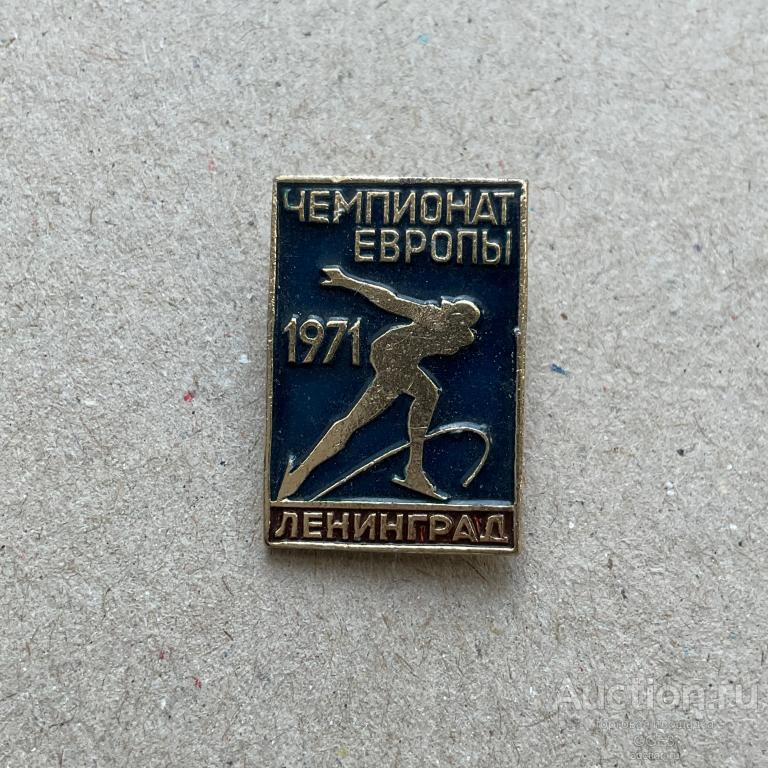 ЧЕМПИОНАТ
ЕВРОПЫ
1971
ЛЕНИНГРАД
Auction.ru